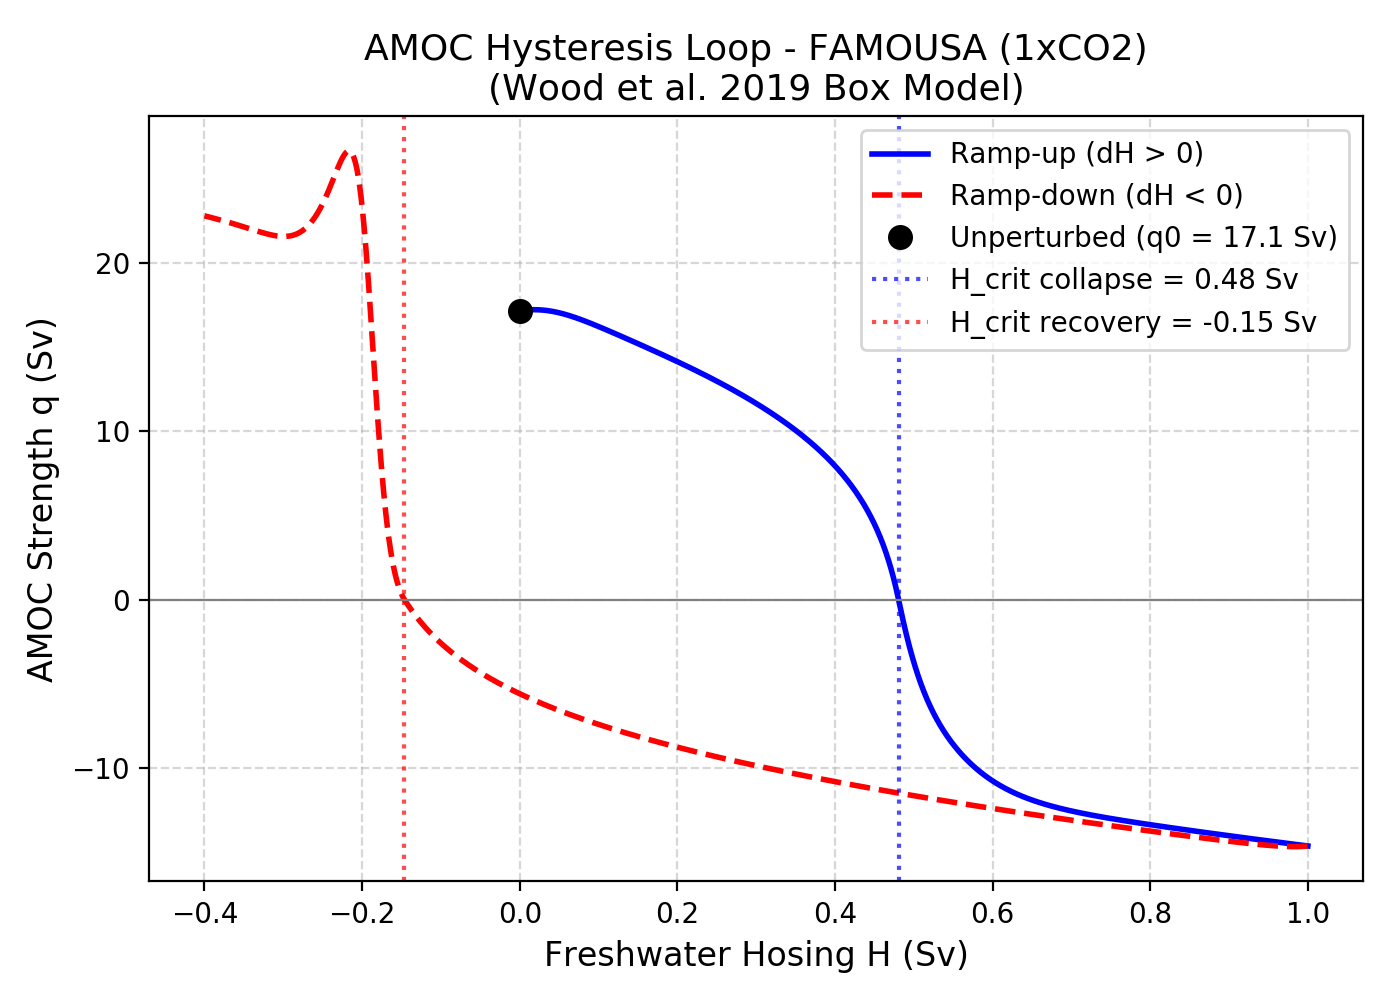 AMOC Hysteresis Loop - FAMOUSA (1xCO2)
(Wood et al. 2019 Box Model)
AMOC Strength q (Sv)
20
10
0
−10
Ramp-up (dH > 0)
Ramp-down (dH < 0)
Unperturbed (q0 = 17.1 Sv)
H_crit collapse = 0.48 Sv
H_crit recovery = -0.15 Sv
−0.4 −0.2 0.0 0.2 0.4 0.6 0.8 1.0
Freshwater Hosing H (Sv)